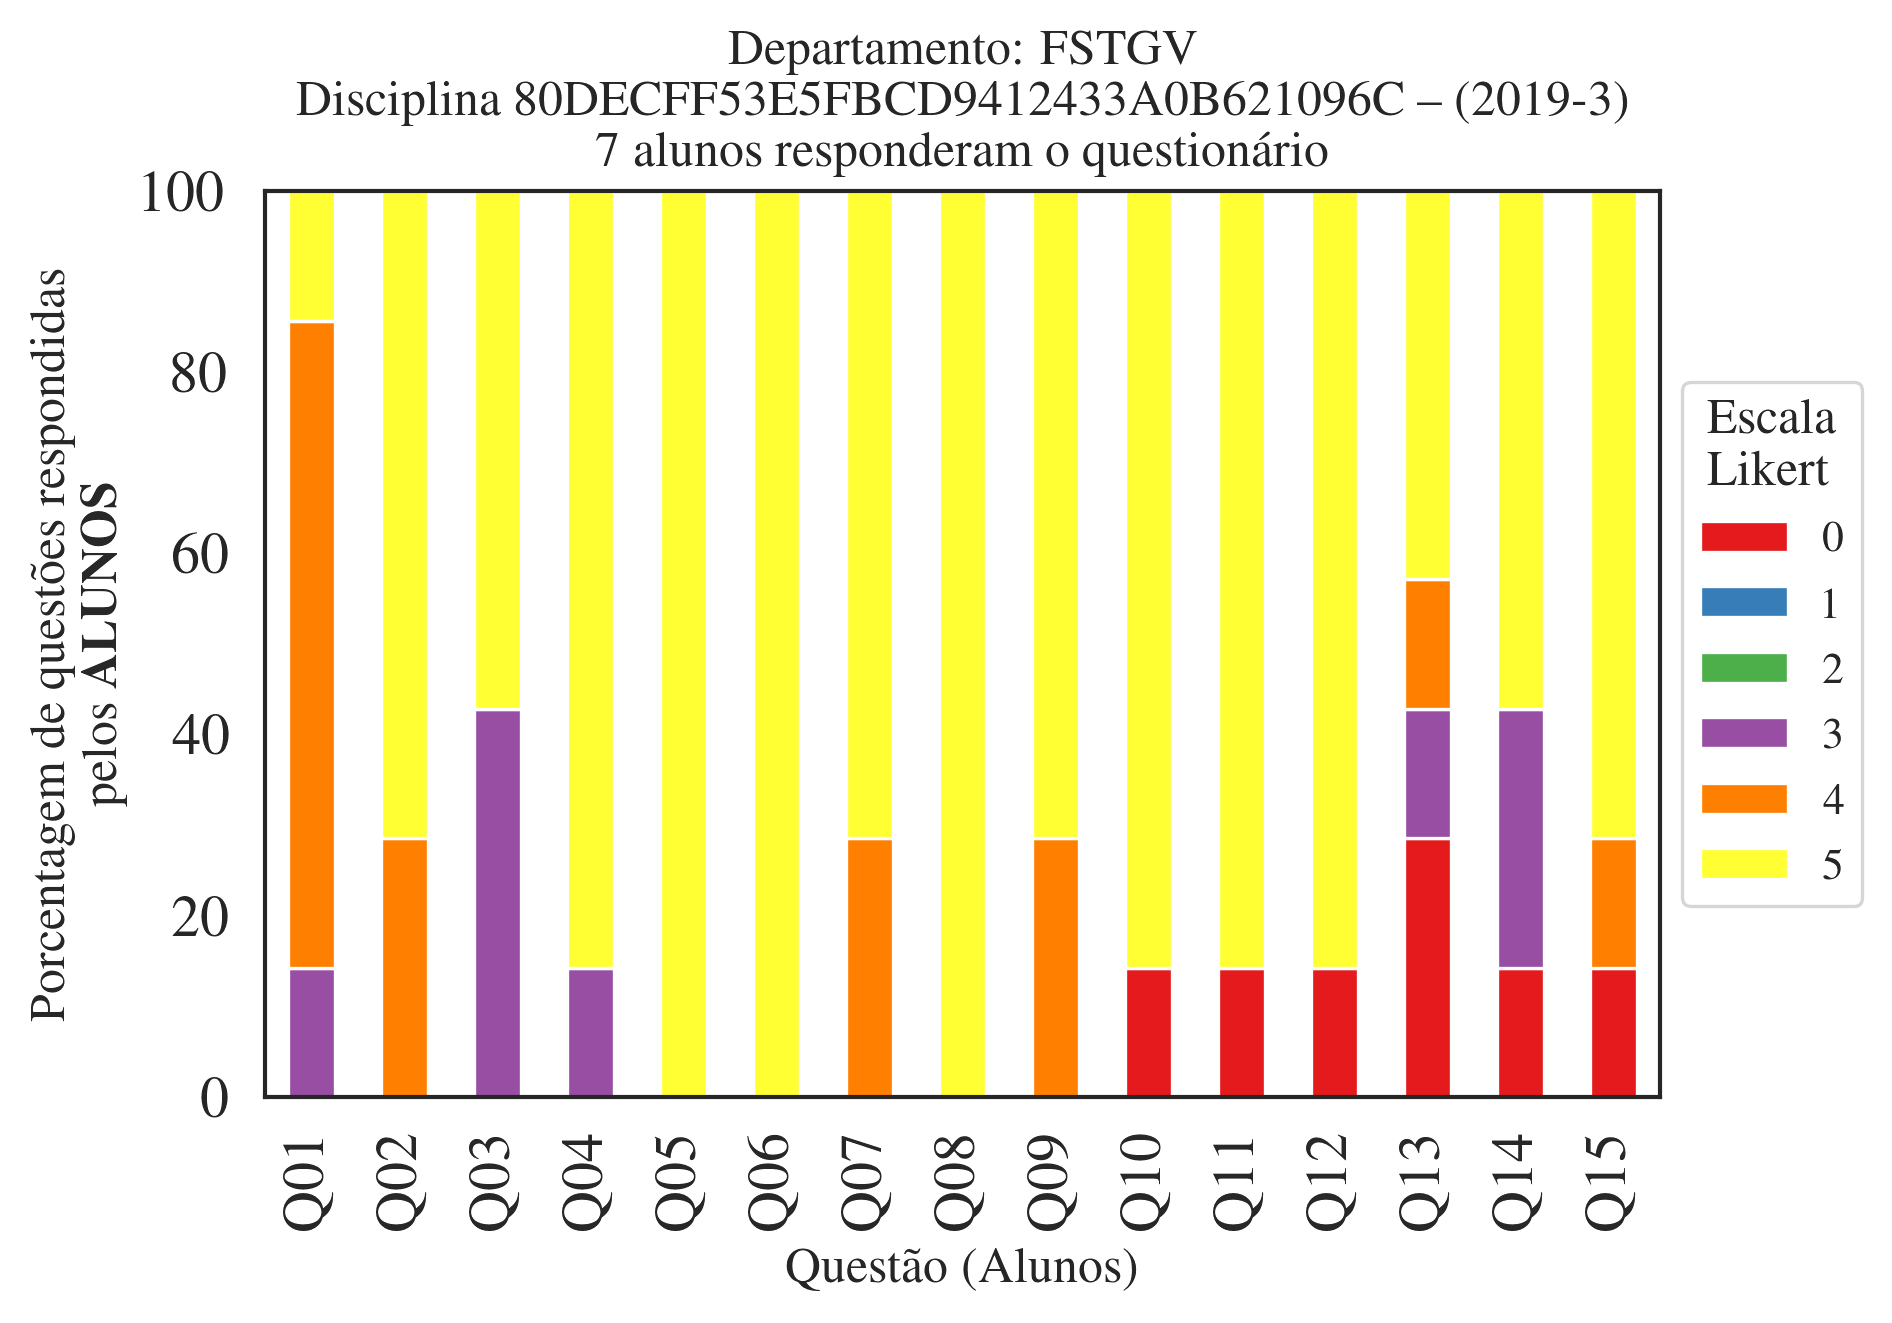 Departamento: FSTGV
Disciplina 80DECFF53E5FBCD9412433A0B621096C – (2019-3)
7 alunos responderam o questionário
Porcentagem de questões respondidas
pelos ALUNOS
100
80
60
40
20
0
Q01
Q02
Q03
Q04
Q05
Q06
Q07
Q08
Q09
Q10
Q11
Q12
Q13
Q14
Q15
Questão (Alunos)
Escala
Likert
0
1
2
3
4
5